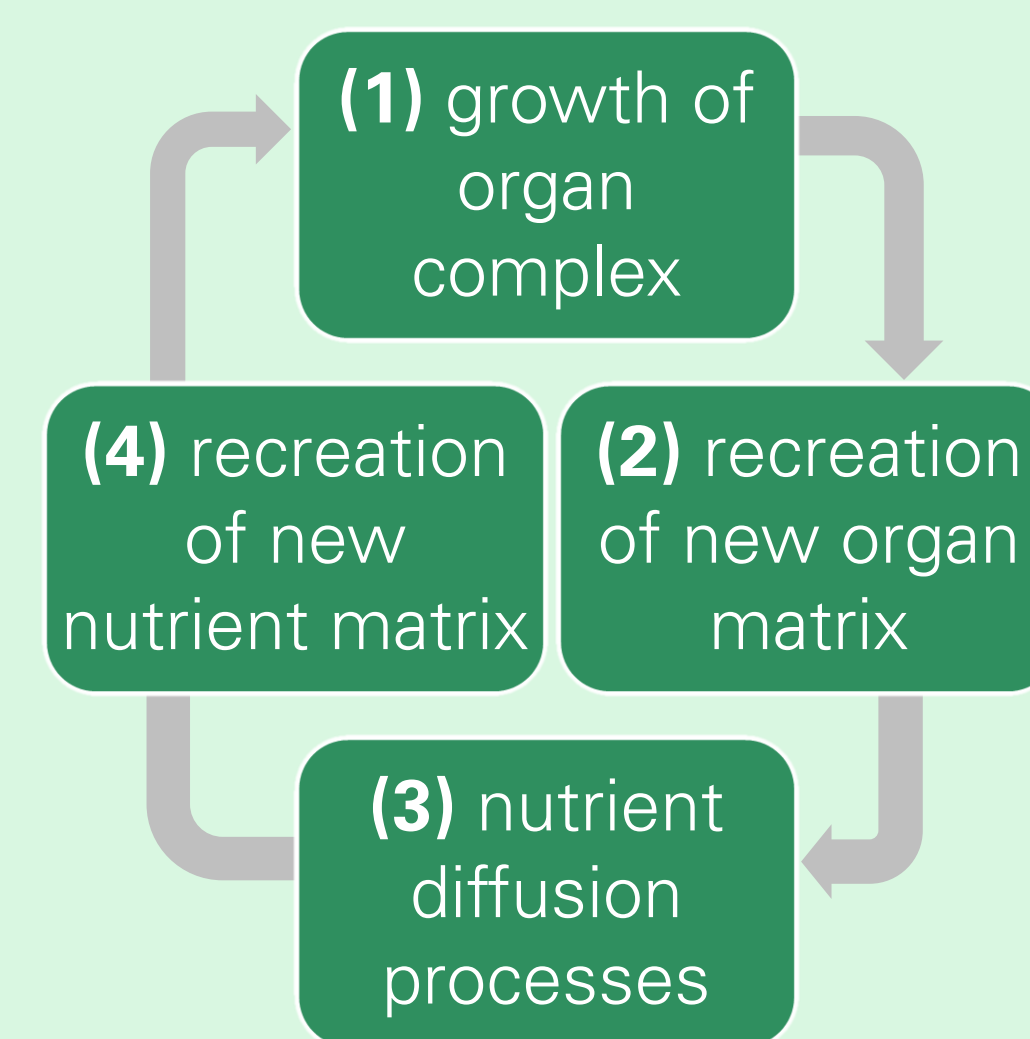 (1) growth of
organ
complex
(2) recreation
of new organ
matrix
(3) nutrient
diffusion
processes
(4) recreation
of new
nutrient matrix